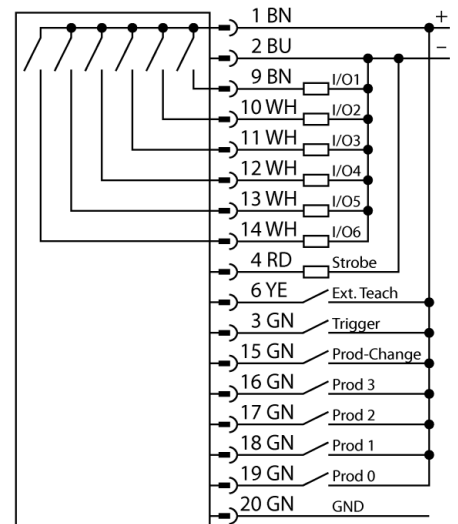 1 BN +
2 BU −
9 BN I/O1
10 WH I/O2
11 WH I/O3
12 WH I/O4
13 WH I/O5
14 WH I/O6
4 RD Strobe
6 YE Ext. Teach
3 GN Trigger
15 GN Prod-Change
16 GN Prod 3
17 GN Prod 2
18 GN Prod 1
19 GN Prod 0
20 GN GND